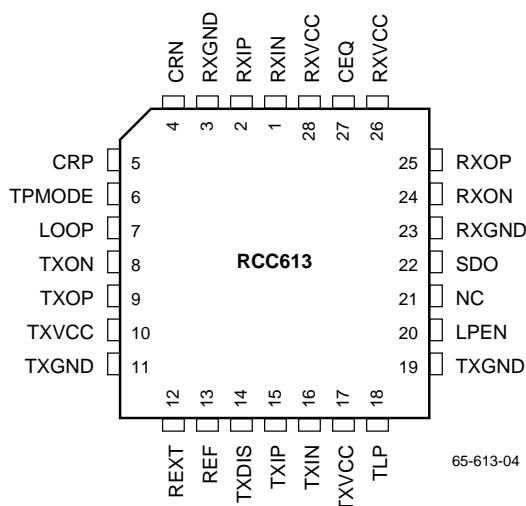 CRN RXGND RXIP RXIN RXVCC CEQ RXVCC
4 3 2 1 28 27 26
CRP 5 25 RXOP
TPMODE 6 24 RXON
LOOP 7 23 RXGND
TXON 8 RCC613 22 SDO
TXOP 9 21 NC
TXVCC 10 20 LPEN
TXGND 11 19 TXGND
12 13 14 15 16 17 18
REXT REF TXDIS TXIP TXIN TXVCC TLP
65-613-04